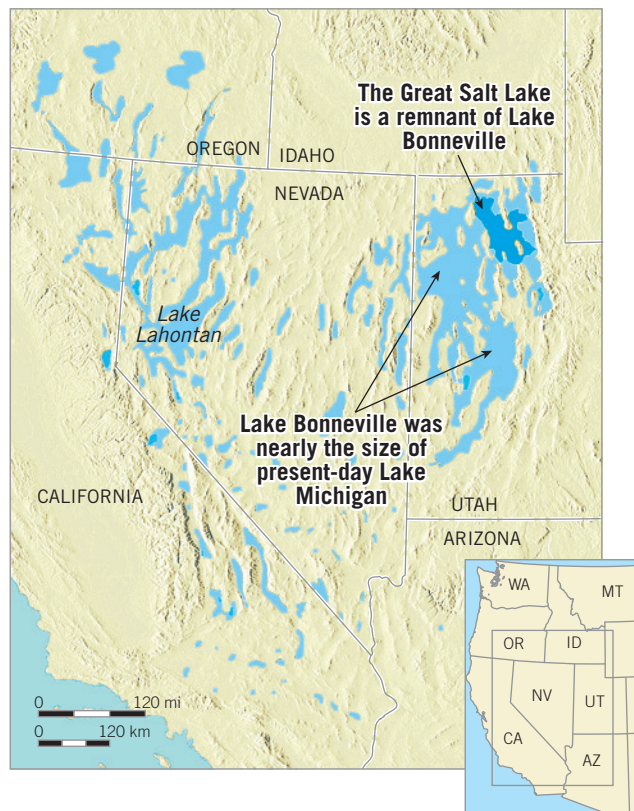 The Great Salt Lake
is a remnant of Lake
Bonneville
OREGON
IDAHO
NEVADA
Lake
Lahontan
Lake Bonneville was
nearly the size of
present-day Lake
Michigan
CALIFORNIA
UTAH
ARIZONA
0 120 mi
0 120 km
WA
MT
OR
ID
NV
UT
CA
AZ